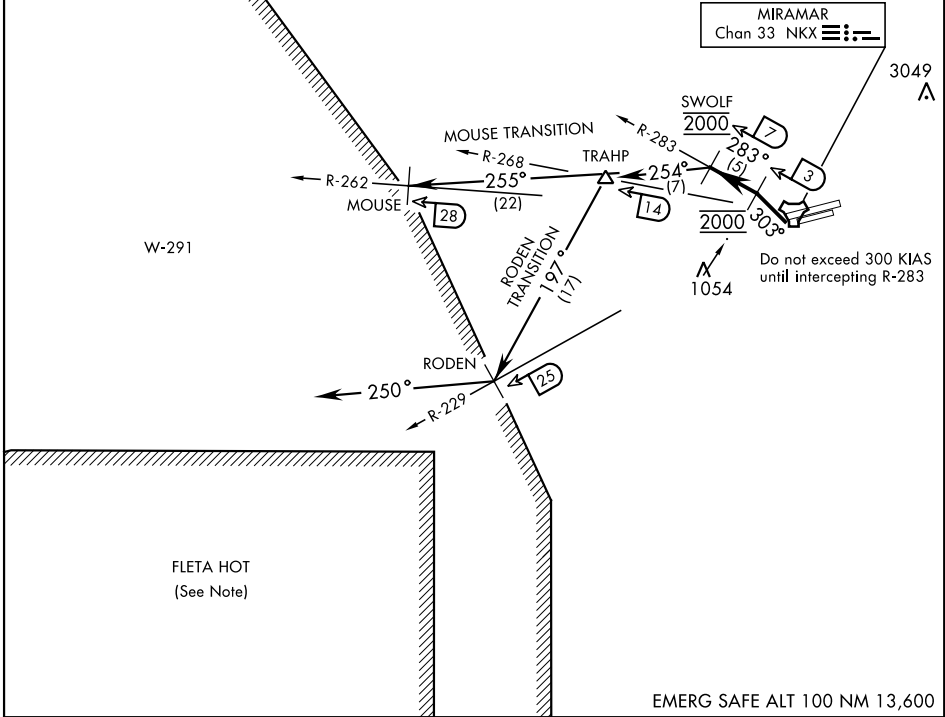 MIRAMAR
Chan 33 NKX
3049
SWOLF
2000
7
MOUSE TRANSITION
R-283
283°
(5)
3
R-268
TRAHP
254°
(7)
R-262
255°
(22)
14
2000
303°
MOUSE
28
W-291
RODEN
TRANSITION
197°
(17)
1054
Do not exceed 300 KIAS
until intercepting R-283
RODEN
25
250°
R-229
FLETA HOT
(See Note)
EMERG SAFE ALT 100 NM 13,600